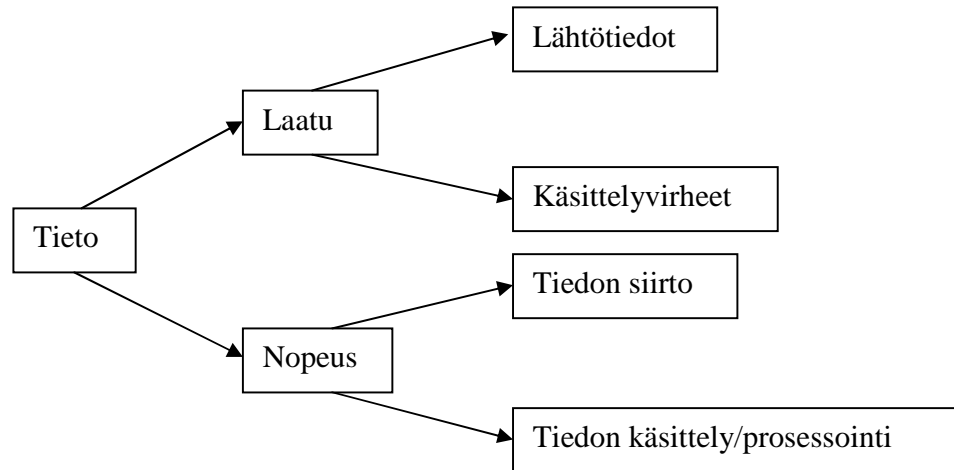 Lähtötiedot
Laatu
Käsittelyvirheet
Tieto
Tiedon siirto
Nopeus
Tiedon käsittely/prosessointi